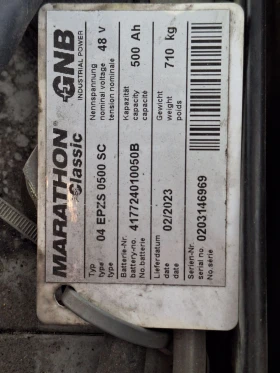 MARATHON
Classic
GNB
INDUSTRIAL POWER
Typ
type
type
04 EPZS 0500 SC
Nennspannung
nominal voltage
tension nominale
48 V
Batterie-Nr.
battery-no.
No.batterie
417724010050B
Kapazität
capacity
capacité
500 Ah
Lieferdatum
date
date
02/2023
Gewicht
weight
poids
710 kg
Serien-Nr.
serial no.
No.série
0203146969